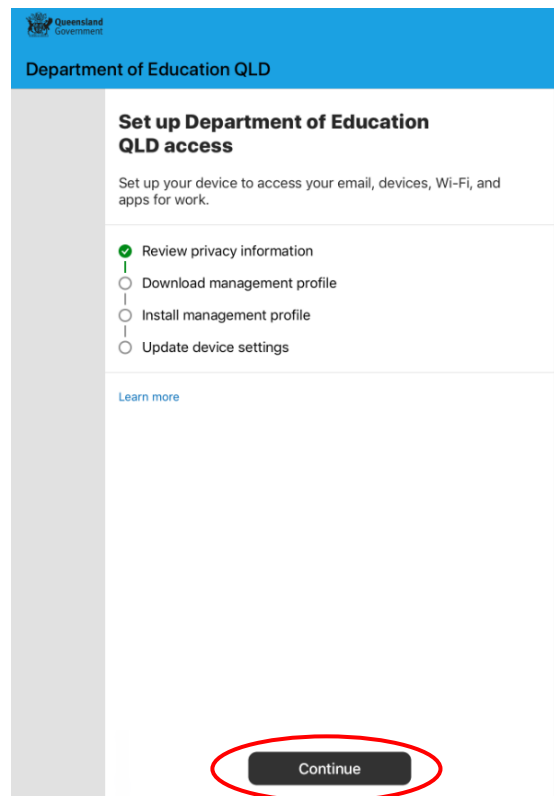 Queensland
Government
Department of Education QLD
Set up Department of Education
QLD access
Set up your device to access your email, devices, Wi-Fi, and
apps for work.
Review privacy information
Download management profile
Install management profile
Update device settings
Learn more
Continue